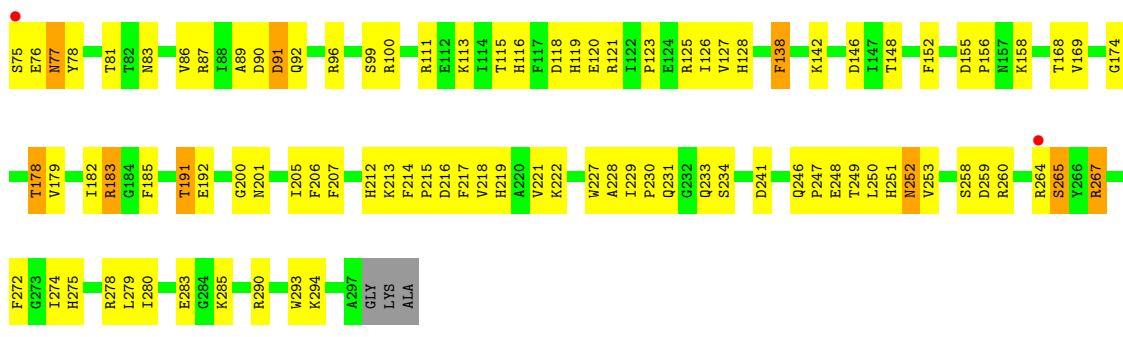 S75 E76 N77 Y78 T81 T82 N83 V86 R87 I88 A89 D90 D91 Q92 R96 S99 R100 R111 E112 K113 I114 T115 H116 F117 D118 H119 E120 R121 I122 P123 E124 R125 I126 V127 H128 F138 K142 D146 I147 T148 F152 D155 P156 N157 K158 T168 V169 G174
T178 V179 I182 R183 G184 F185 T191 E192 G200 N201 I205 F206 F207 H212 K213 F214 P215 D216 F217 V218 H219 A220 V221 K222 W227 A228 I229 P230 Q231 G232 Q233 S234 D241 Q246 P247 E248 T249 L250 H251 N252 V253 S258 D259 R260 R264 S265 Y266 R267
F272 G273 I274 H275 R278 L279 I280 E283 G284 K285 R290 W293 K294 A297 GLY LYS ALA